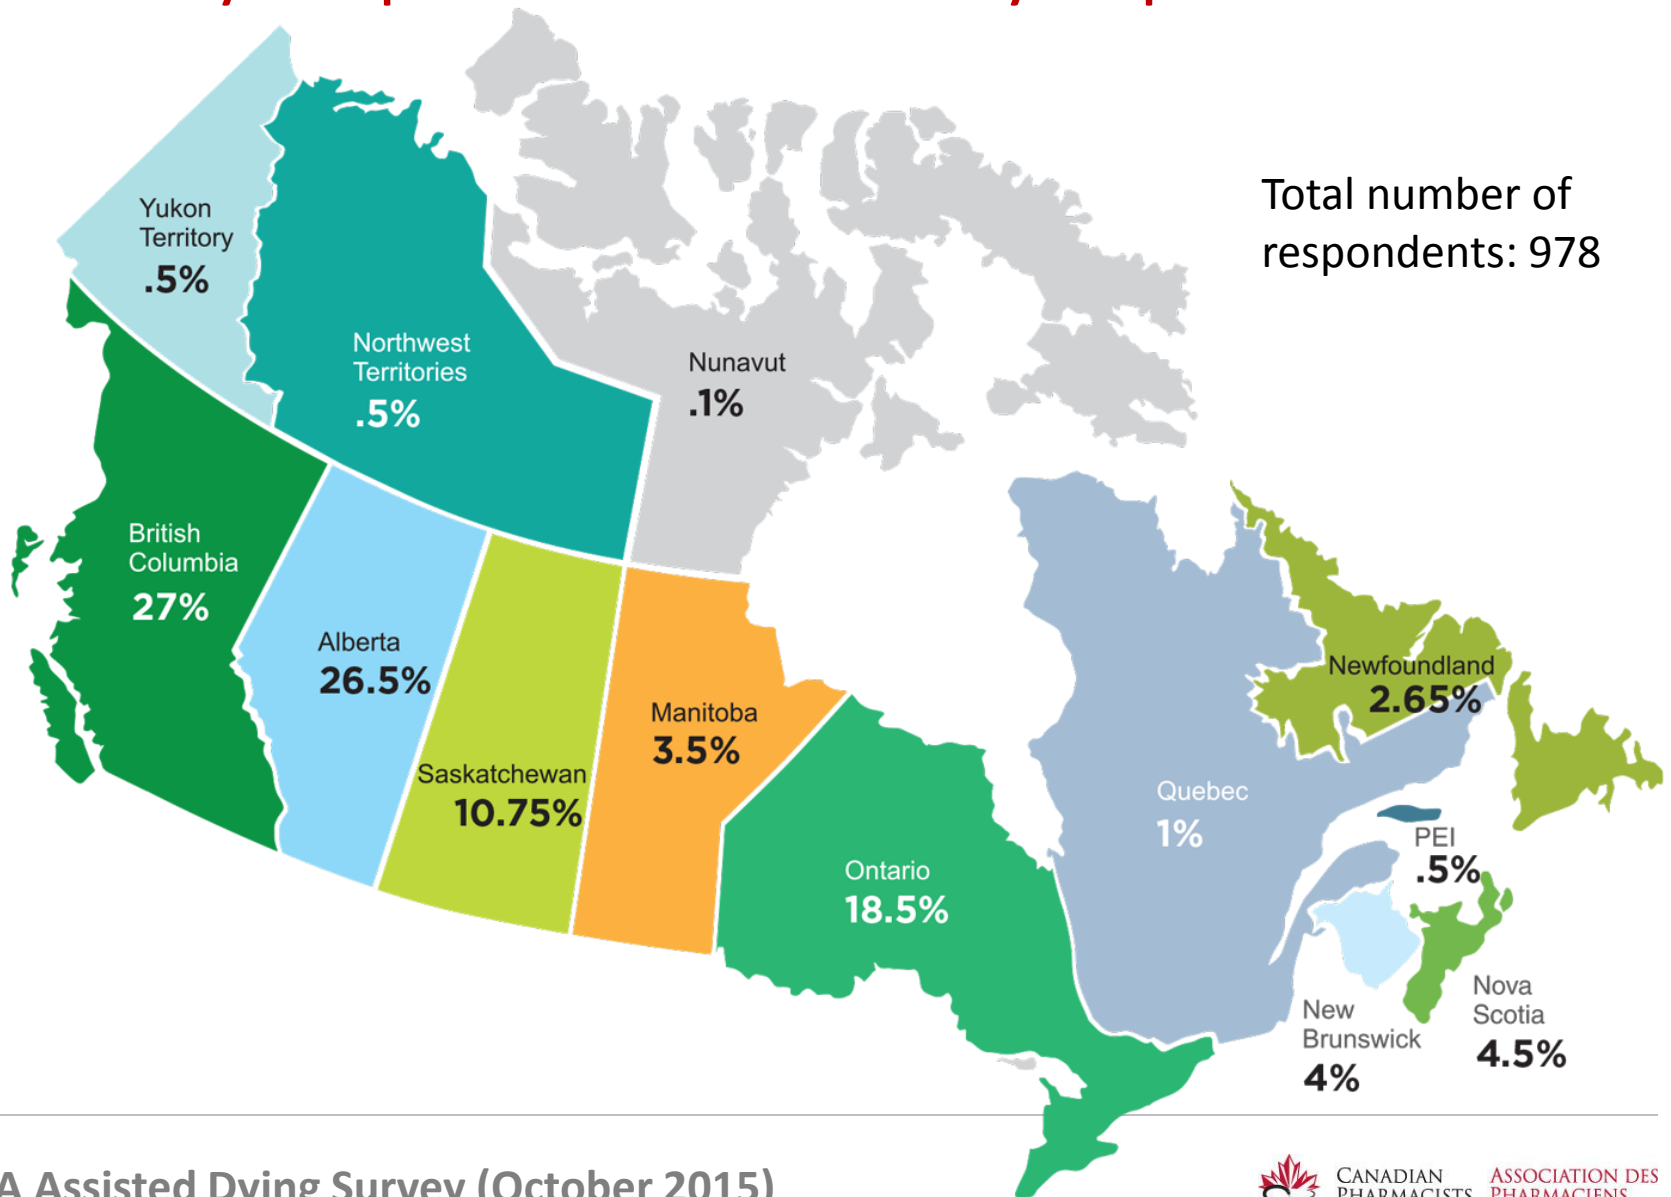 Total number of
respondents: 978
Yukon
Territory
.5%
Northwest
Territories
.5%
Nunavut
.1%
British
Columbia
27%
Alberta
26.5%
Saskatchewan
10.75%
Manitoba
3.5%
Ontario
18.5%
Quebec
1%
Newfoundland
2.65%
PEI
.5%
New
Brunswick
4%
Nova
Scotia
4.5%
A Assisted Dying Survey (October 2015)
CANADIAN
PHARMACISTS
ASSOCIATION DES
PHARMACIENS